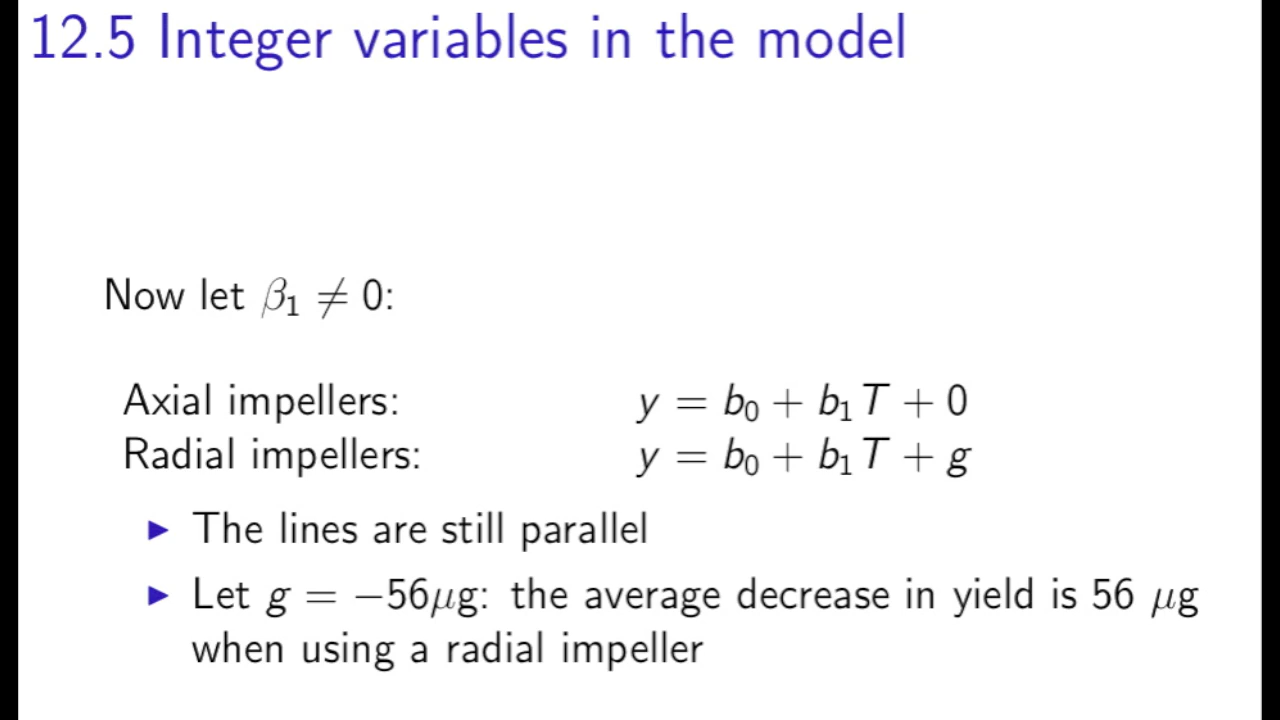 12.5 Integer variables in the model
Now let β₁ ≠ 0:
Axial impellers: y = b₀ + b₁T + 0
Radial impellers: y = b₀ + b₁T + g
▶ The lines are still parallel
▶ Let g = −56μg: the average decrease in yield is 56 μg
when using a radial impeller